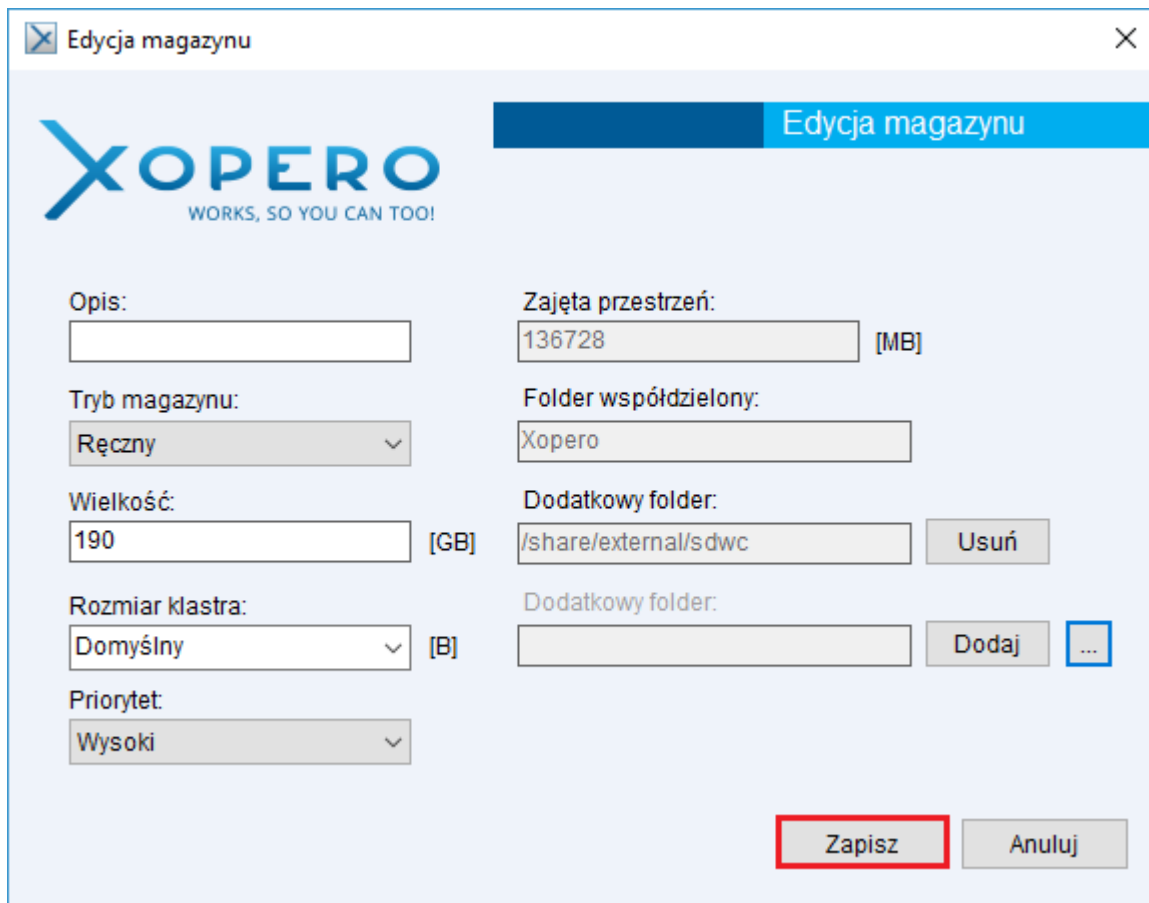 Edycja magazynu
Edycja magazynu
XOPERO
WORKS, SO YOU CAN TOO!
Opis:
Zajęta przestrzeń:
136728 [MB]
Tryb magazynu:
Folder współdzielony:
Ręczny
Xopero
Wielkość:
Dodatkowy folder:
190 [GB]
/share/external/sdwc Usuń
Rozmiar klastra:
Dodatkowy folder:
Domyślny [B]
Dodaj ...
Priorytet:
Wysoki
Zapisz Anuluj